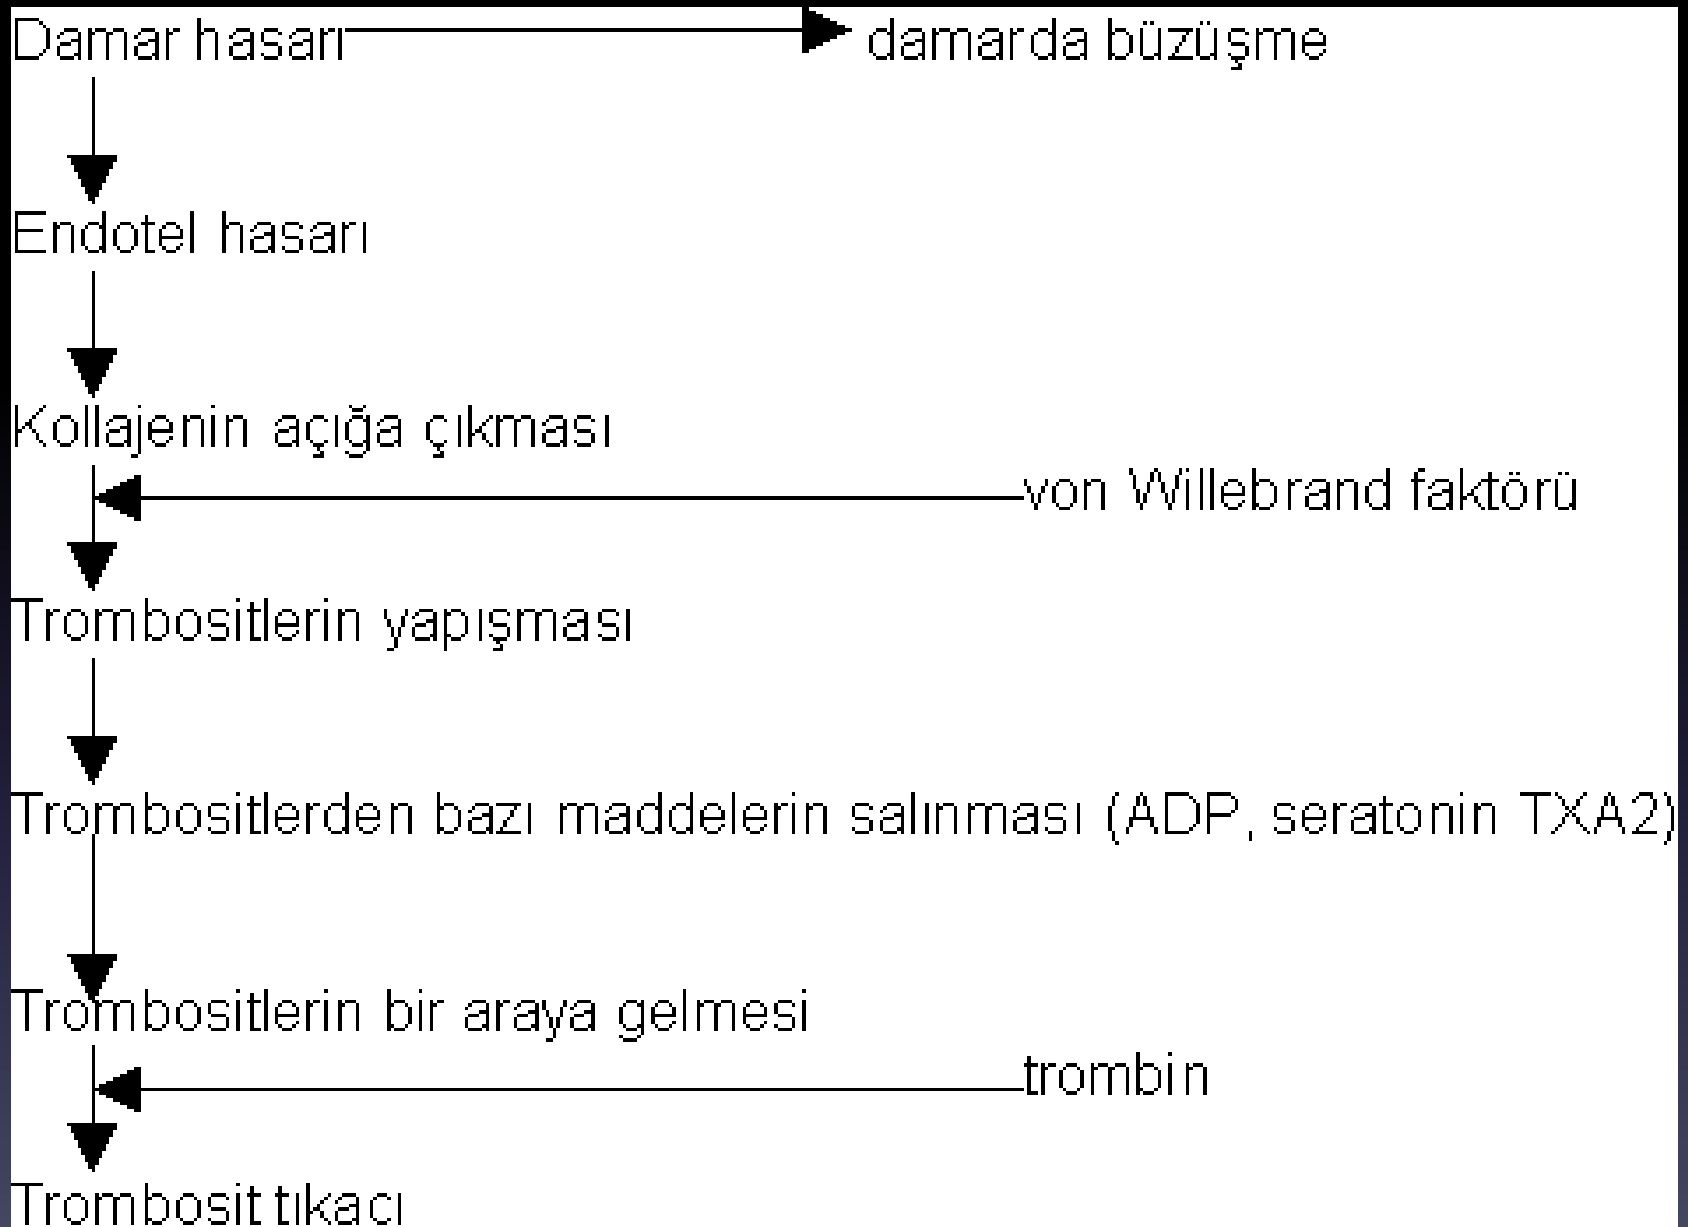 Damar hasarı damarda büzüşme
Endotel hasarı
Kollajenin açığa çıkması
von Willebrand faktörü
Trombositlerin yapışması
Trombositlerden bazı maddelerin salınması (ADP, seratonin TXA2)
Trombositlerin bir araya gelmesi
trombin
Trombosit tıkacı